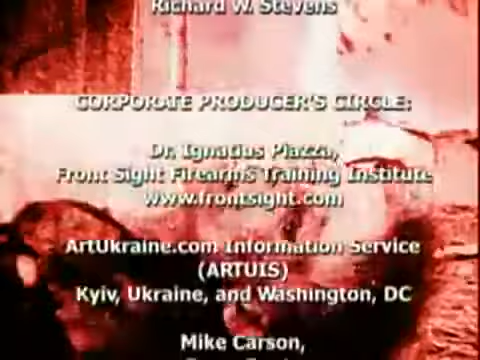 Richard W. Stevens
CORPORATE PRODUCER'S CIRCLE:
Dr. Ignatius Piazza,
Front Sight Firearms Training Institute
www.frontsight.com
ArtUkraine.com Information Service
(ARTUIS)
Kyiv, Ukraine, and Washington, DC
Mike Carson,